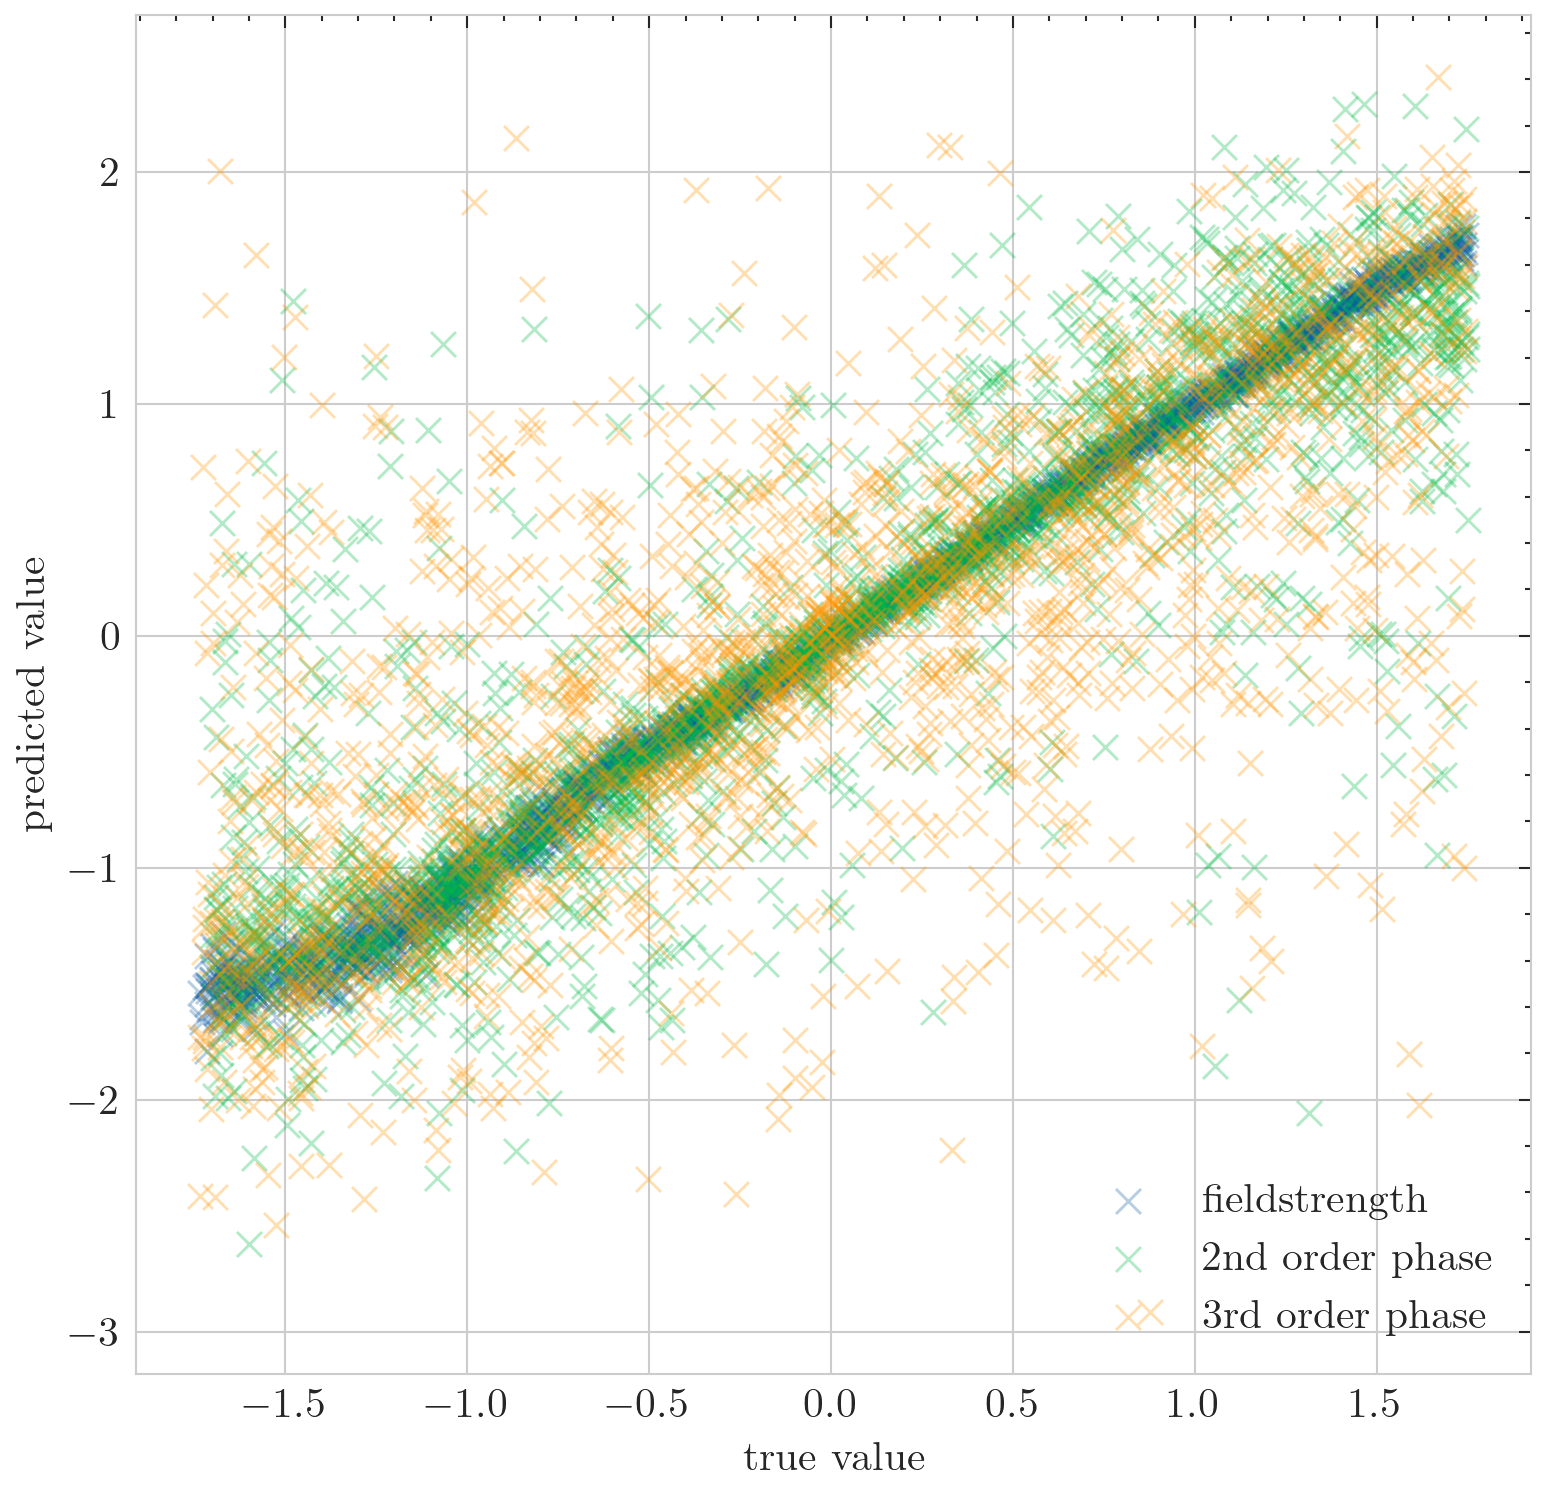 predicted value
2
1
0
−1
−2
−3
fieldstrength
2nd order phase
3rd order phase
−1.5 −1.0 −0.5 0.0 0.5 1.0 1.5
true value